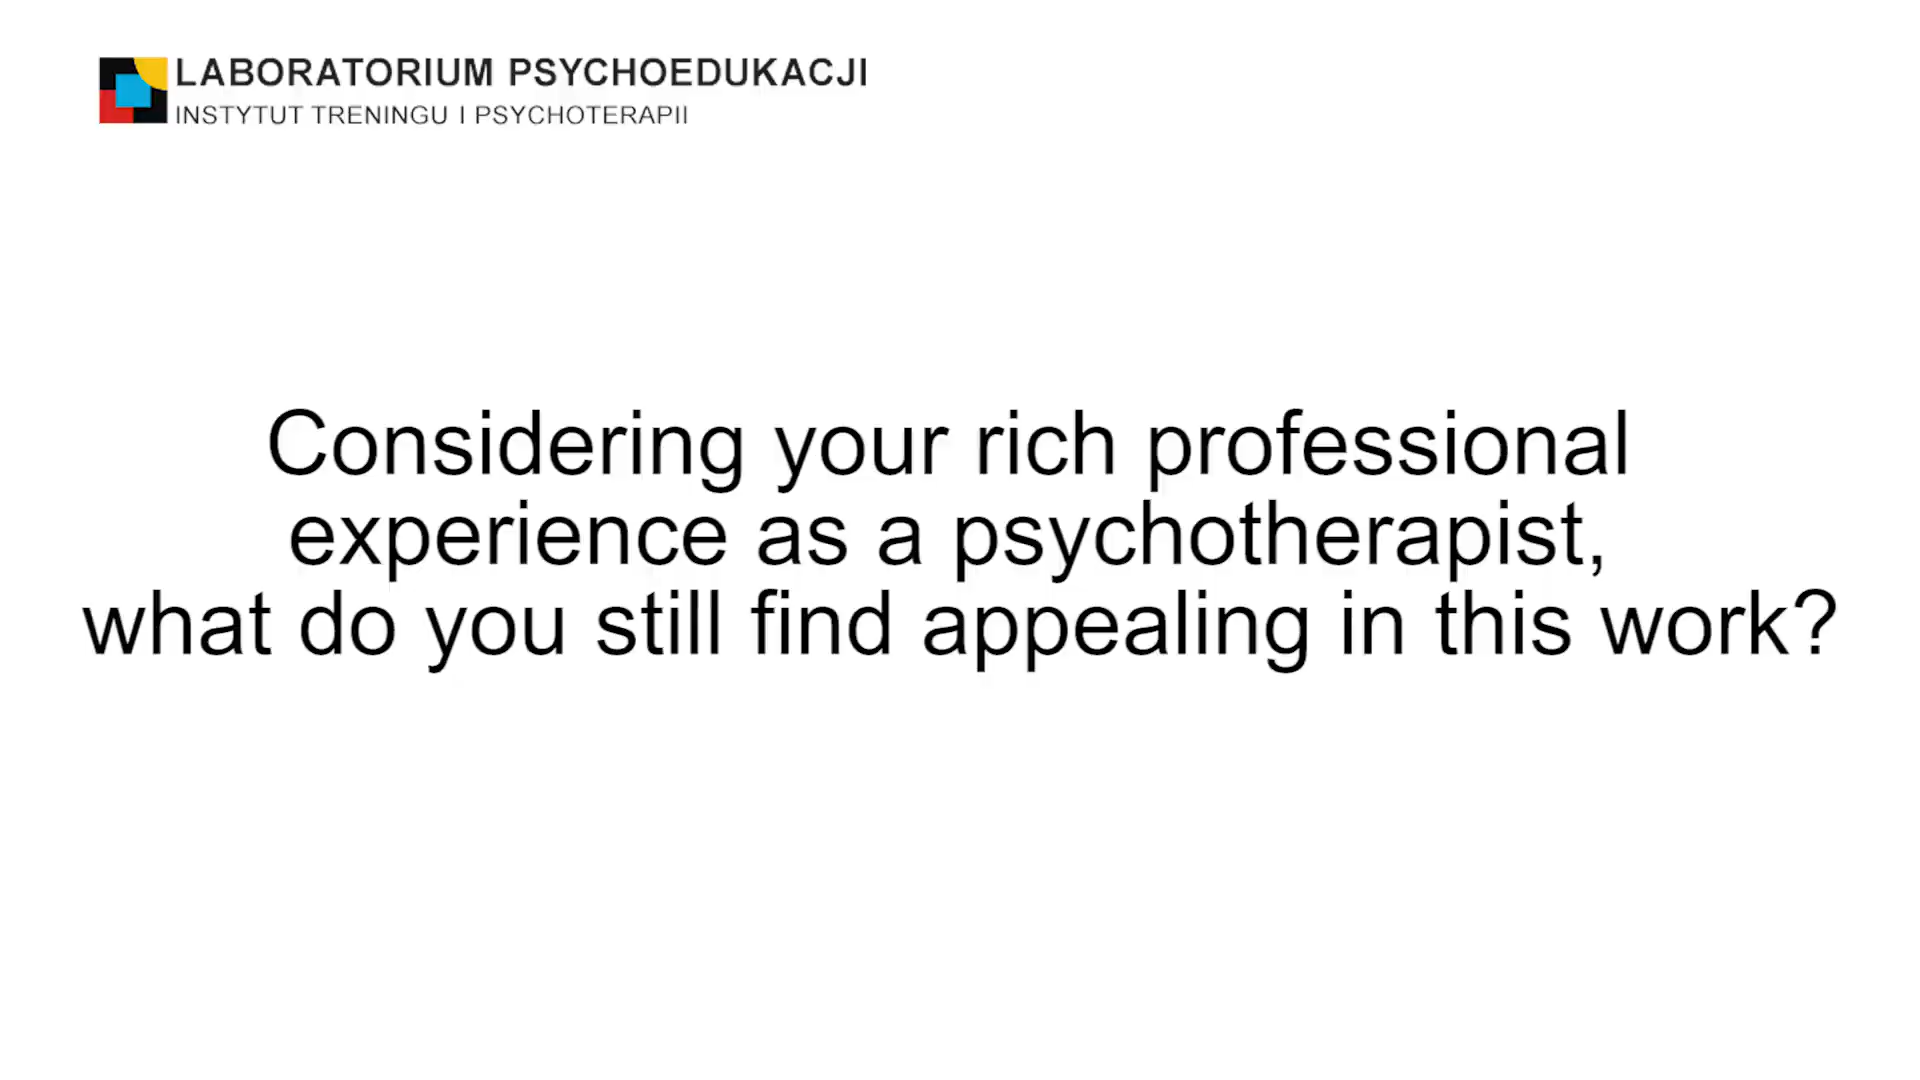 LABORATORIUM PSYCHOEDUKACJI
INSTYTUT TRENINGU I PSYCHOTERAPII
Considering your rich professional
experience as a psychotherapist,
what do you still find appealing in this work?